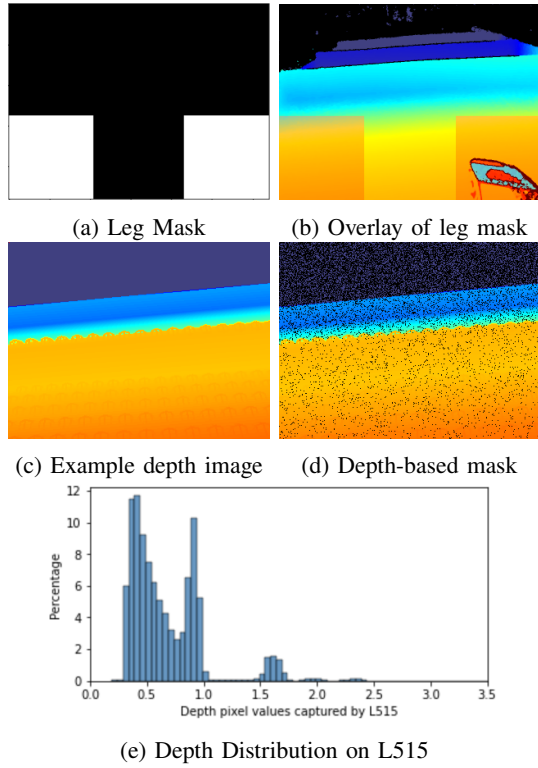 (a) Leg Mask
(b) Overlay of leg mask
(c) Example depth image
(d) Depth-based mask
12
10
8
6
4
2
0
Percentage
0.0 0.5 1.0 1.5 2.0 2.5 3.0 3.5
Depth pixel values captured by L515
(e) Depth Distribution on L515